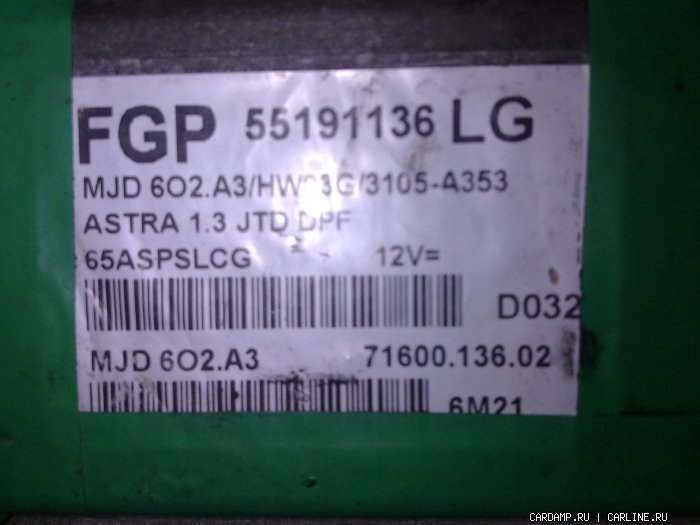 FGP 55191136 LG
MJD 6O2.A3/HW03G/3105-A353
ASTRA 1.3 JTD DPF
65ASPSLCG 12V=
D032
MJD 6O2.A3 71600.136.02
6M21
CARDAMP.RU | CARLINE.RU